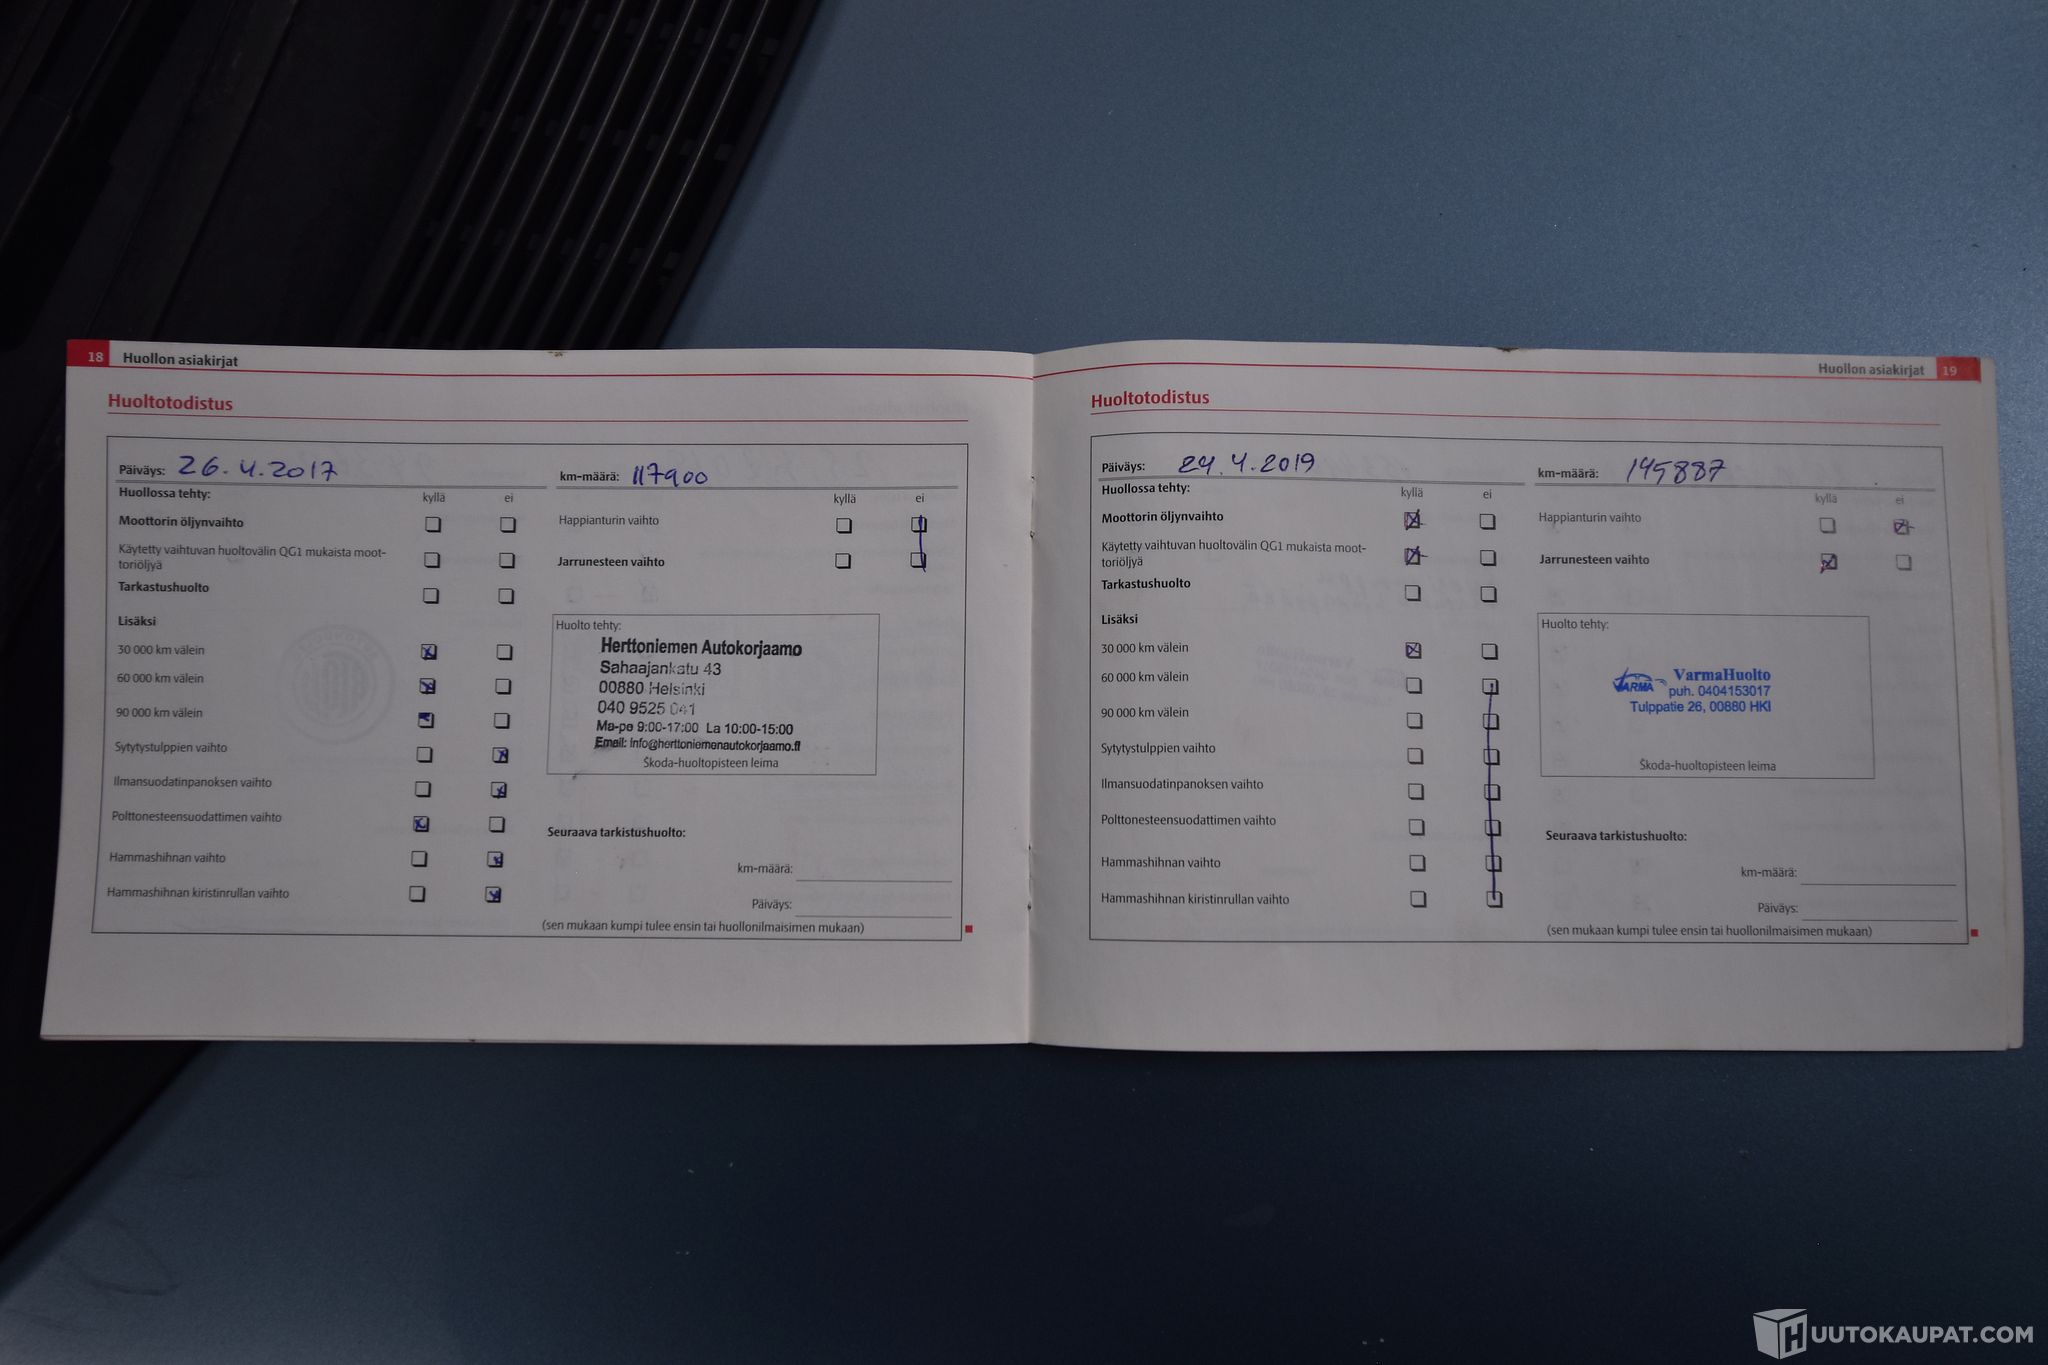 18 Huollon asiakirjat
Huoltotodistus
Päiväys: 26.4.2017
km-määrä: 117900
Huollossa tehty: kyllä ei
kyllä ei
Moottorin öljynvaihto
Happianturin vaihto
Käytetty vaihtuvan huoltovälin QG1 mukaista moot-
toriöljyä
Jarrunesteen vaihto
Tarkastushuolto
Lisäksi
30 000 km välein
60 000 km välein
90 000 km välein
Sytytystulppien vaihto
Ilmansuodatinpanoksen vaihto
Polttonesteensuodattimen vaihto
Hammashihnan vaihto
Hammashihnan kiristinrullan vaihto
Huolto tehty:
Herttoniemen Autokorjaamo
Sahaajankatu 43
00880 Helsinki
040 9525 041
Ma-pe 9:00-17:00 La 10:00-15:00
Email: info@herttoniemenautokorjaamo.fi
Škoda-huoltopisteen leima
Seuraava tarkistushuolto:
km-määrä:
Päiväys:
(sen mukaan kumpi tulee ensin tai huollonilmaisimen mukaan)
Huollon asiakirjat 19
Huoltotodistus
Päiväys: 24.4.2019
km-määrä: 145887
Huollossa tehty: kyllä ei
kyllä ei
Moottorin öljynvaihto
Happianturin vaihto
Käytetty vaihtuvan huoltovälin QG1 mukaista moot-
toriöljyä
Jarrunesteen vaihto
Tarkastushuolto
Lisäksi
30 000 km välein
60 000 km välein
90 000 km välein
Sytytystulppien vaihto
Ilmansuodatinpanoksen vaihto
Polttonesteensuodattimen vaihto
Hammashihnan vaihto
Hammashihnan kiristinrullan vaihto
Huolto tehty:
VARMA VarmaHuolto
puh. 0404153017
Tulppatie 26, 00880 HKI
Škoda-huoltopisteen leima
Seuraava tarkistushuolto:
km-määrä:
Päiväys:
(sen mukaan kumpi tulee ensin tai huollonilmaisimen mukaan)
HUUTOKAUPAT.COM